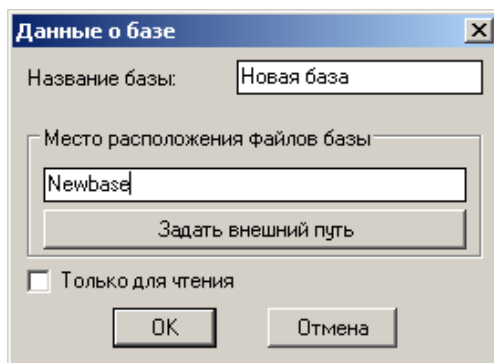 Данные о базе
Название базы: Новая база
Место расположения файлов базы
Newbase
Задать внешний путь
Только для чтения
OK Отмена